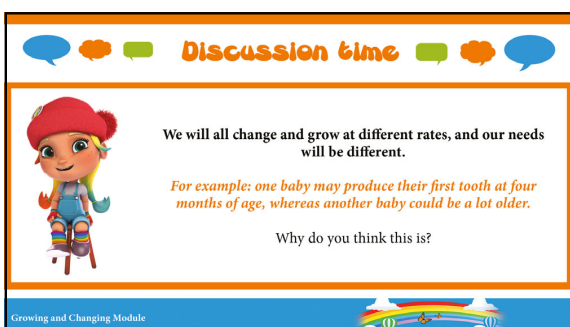 Discussion time
We will all change and grow at different rates, and our needs
will be different.
For example: one baby may produce their first tooth at four
months of age, whereas another baby could be a lot older.
Why do you think this is?
Growing and Changing Module